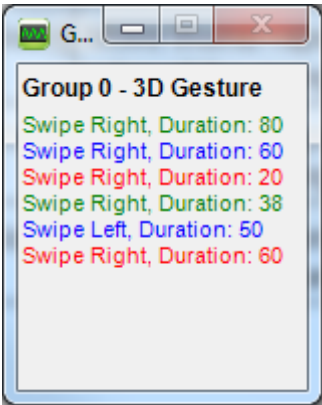 G...
Group 0 - 3D Gesture
Swipe Right, Duration: 80
Swipe Right, Duration: 60
Swipe Right, Duration: 20
Swipe Right, Duration: 38
Swipe Left, Duration: 50
Swipe Right, Duration: 60